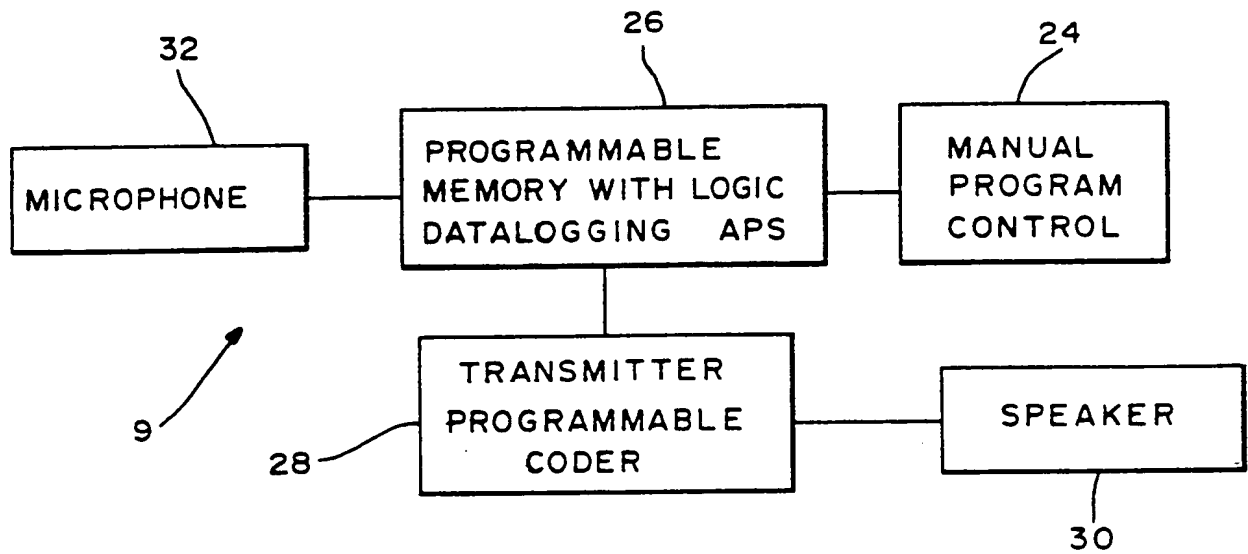 32
26
24
MICROPHONE
PROGRAMMABLE
MEMORY WITH LOGIC
DATALOGGING APS
MANUAL
PROGRAM
CONTROL
9
28
TRANSMITTER
PROGRAMMABLE
CODER
SPEAKER
30